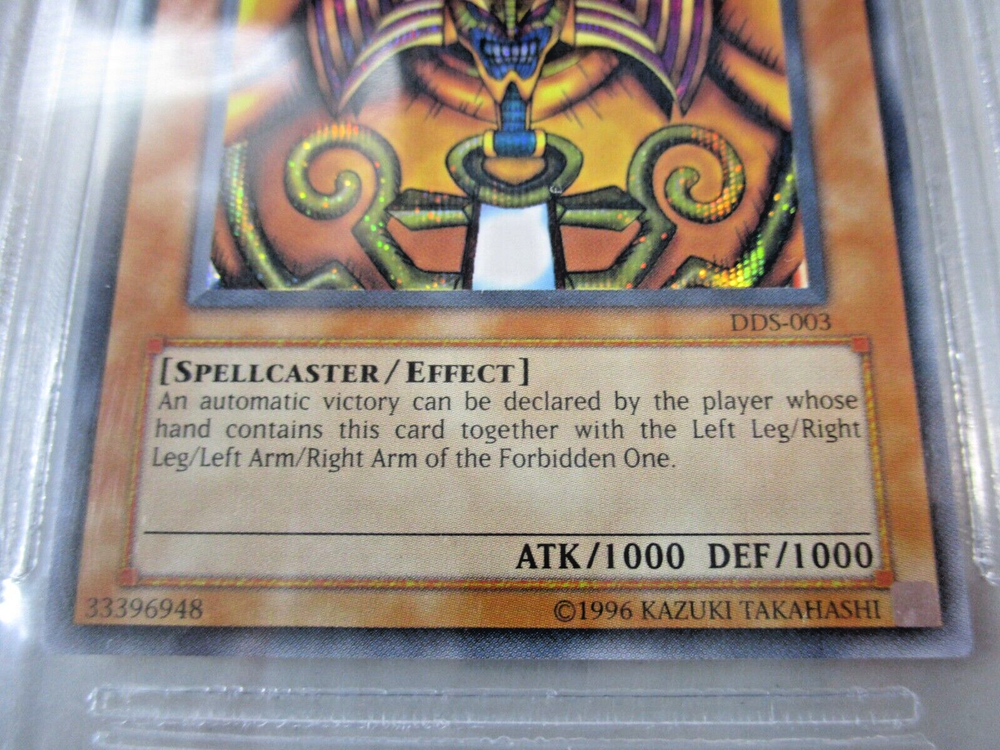 DDS-003
[SPELLCASTER/EFFECT]
An automatic victory can be declared by the player whose
hand contains this card together with the Left Leg/Right
Leg/Left Arm/Right Arm of the Forbidden One.
ATK/1000 DEF/1000
33396948 ©1996 KAZUKI TAKAHASHI